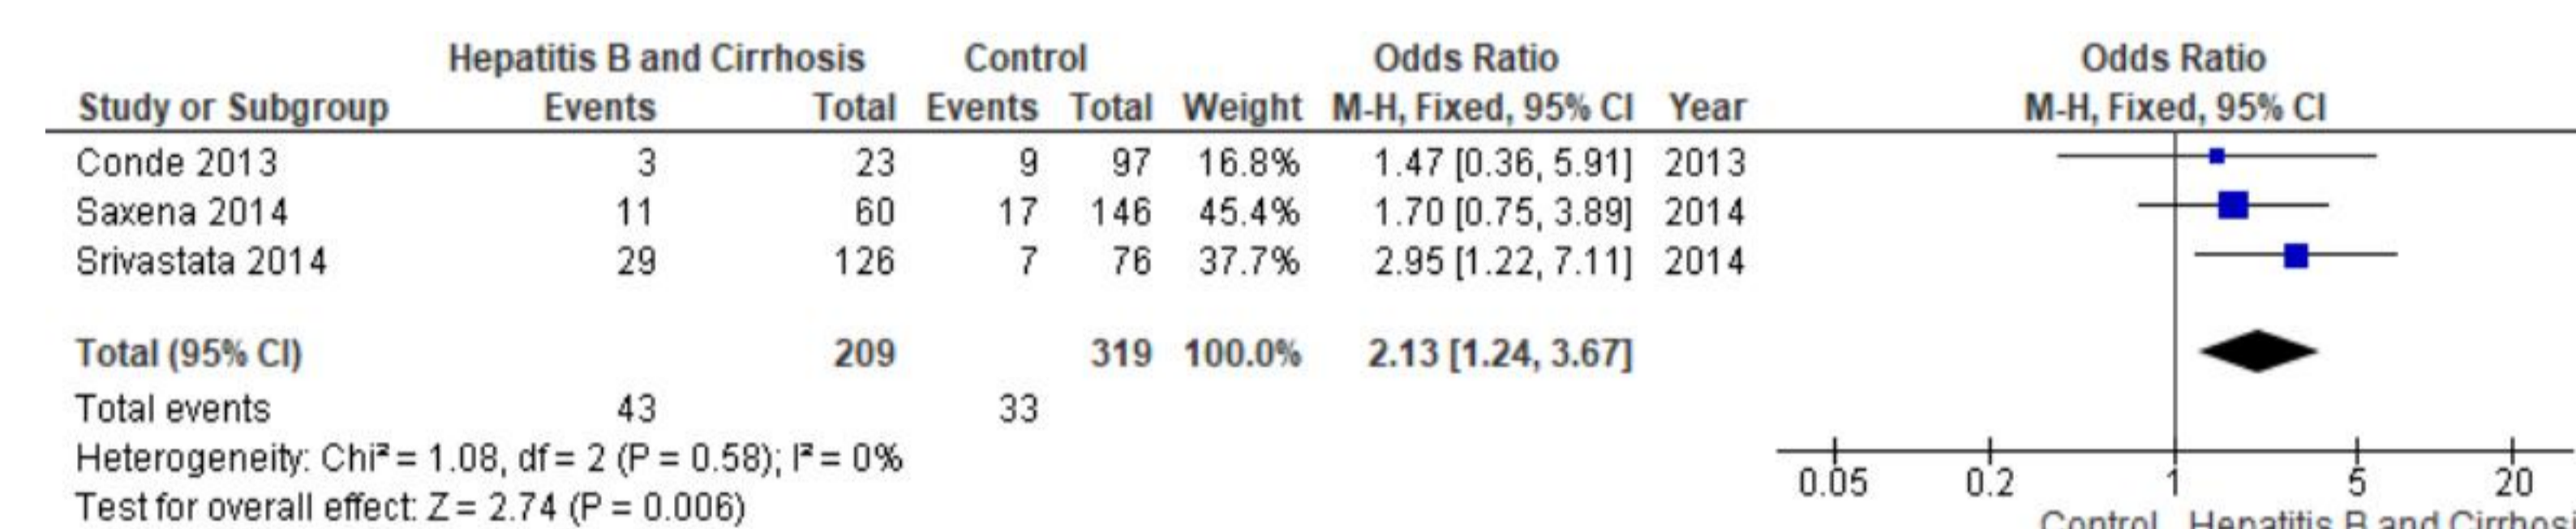 Hepatitis B and Cirrhosis Control Odds Ratio Odds Ratio
Study or Subgroup Events Total Events Total Weight M-H, Fixed, 95% CI Year M-H, Fixed, 95% CI
Conde 2013 3 23 9 97 16.8% 1.47 [0.36, 5.91] 2013
Saxena 2014 11 60 17 146 45.4% 1.70 [0.75, 3.89] 2014
Srivastata 2014 29 126 7 76 37.7% 2.95 [1.22, 7.11] 2014
Total (95% CI) 209 319 100.0% 2.13 [1.24, 3.67]
Total events 43 33
Heterogeneity: Chi² = 1.08, df = 2 (P = 0.58); I² = 0%
Test for overall effect: Z = 2.74 (P = 0.006)
0.05 0.2 1 5 20
Control Hepatitis B and Cirrhosi